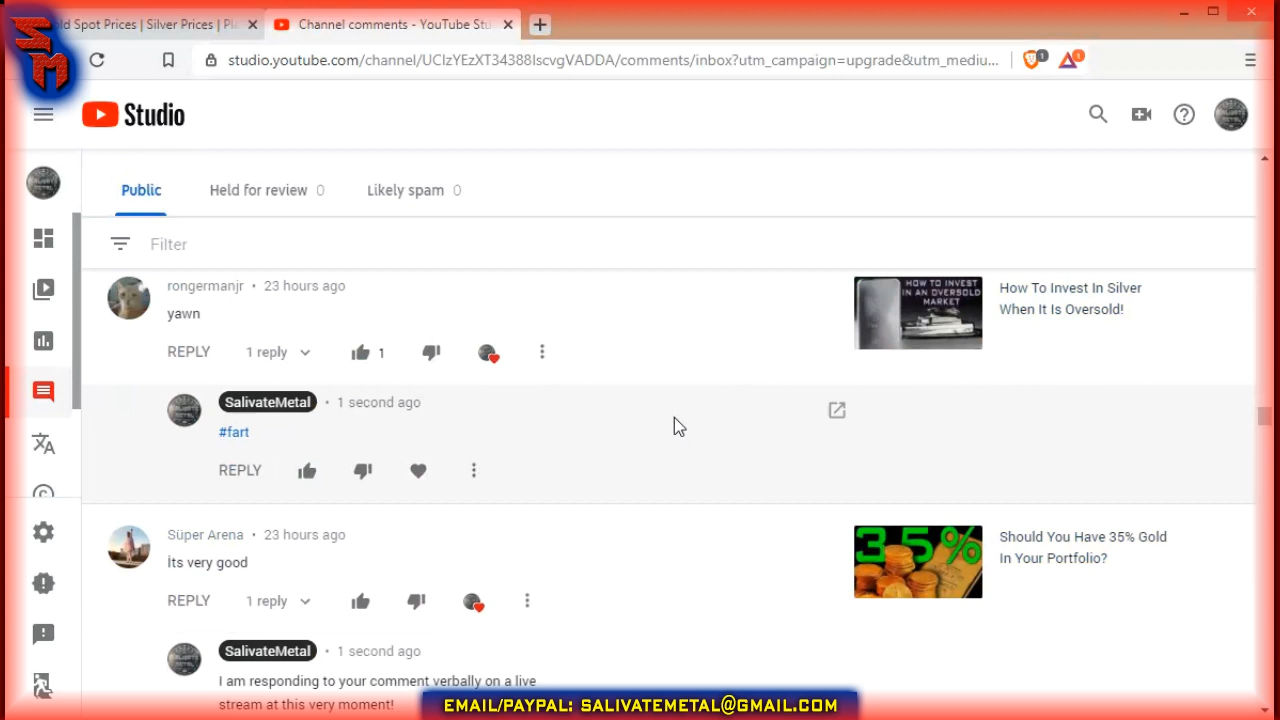 SM
ld Spot Prices | Silver Prices | Pla
Channel comments - YouTube Stu
studio.youtube.com/channel/UCIzYEzXT34388IscvgVADDA/comments/inbox?utm_campaign=upgrade&utm_mediu...
1
1
Studio
Public
Held for review 0
Likely spam 0
Filter
rongermanjr • 23 hours ago
yawn
REPLY 1 reply 1
HOW TO INVEST
IN AN OVERSOLD
MARKET
How To Invest In Silver
When It Is Oversold!
SalivateMetal • 1 second ago
#fart
REPLY
Süper Arena • 23 hours ago
İts very good
REPLY 1 reply
35%
Should You Have 35% Gold
In Your Portfolio?
SalivateMetal • 1 second ago
I am responding to your comment verbally on a live
stream at this very moment!
EMAIL/PAYPAL: SALIVATEMETAL@GMAIL.COM